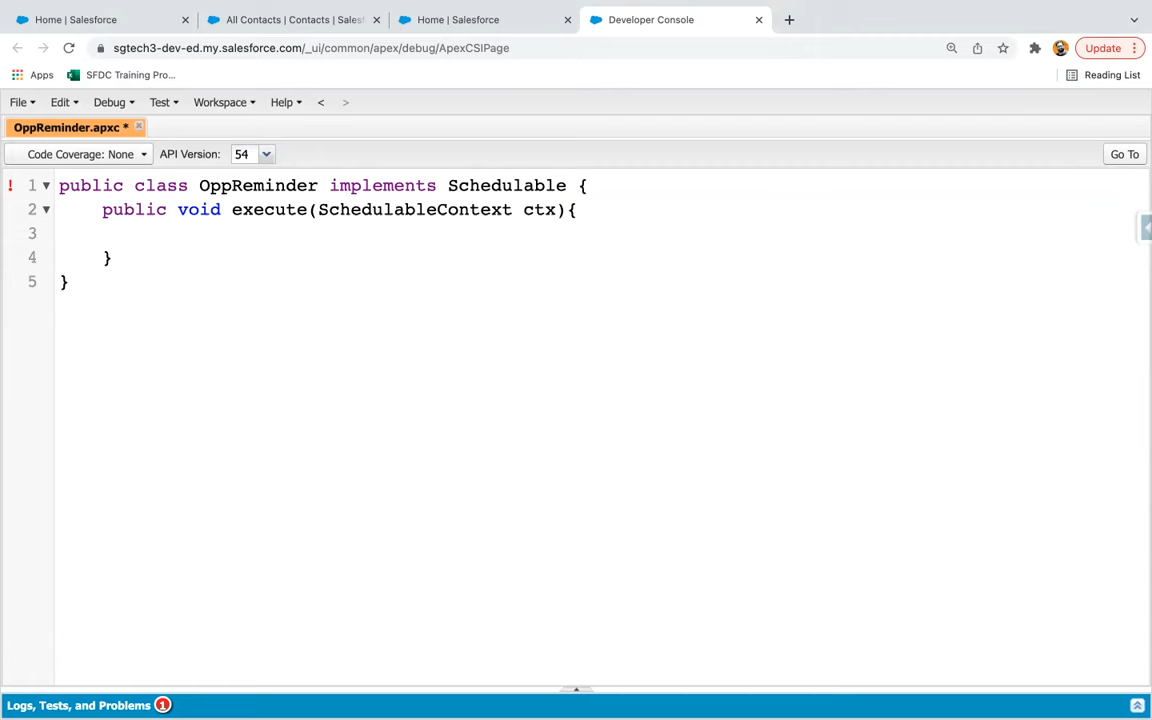 Home | Salesforce
All Contacts | Contacts | Sales
Home | Salesforce
Developer Console
sgtech3-dev-ed.my.salesforce.com/_ui/common/apex/debug/ApexCSIPage
Update
Apps
SFDC Training Pro...
Reading List
File Edit Debug Test Workspace Help < >
OppReminder.apxc *
Code Coverage: None API Version: 54
Go To
! 1 public class OppReminder implements Schedulable {
2 public void execute(SchedulableContext ctx){
3
4 }
5 }
Logs, Tests, and Problems 1